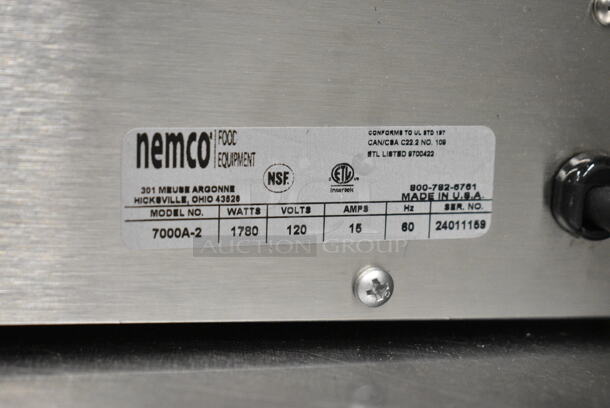 nemco FOOD EQUIPMENT
CONFORMS TO UL STD 197
CAN/CSA C22.2 NO. 109
ETL LISTED 9700422
NSF
ETL
Intertek
301 MEUSE ARGONNE
HICKSVILLE, OHIO 43526
800-782-6761
MADE IN U.S.A.
MODEL NO. WATTS VOLTS AMPS Hz SER. NO.
7000A-2 1780 120 15 60 24011159
AUCTION GROUP